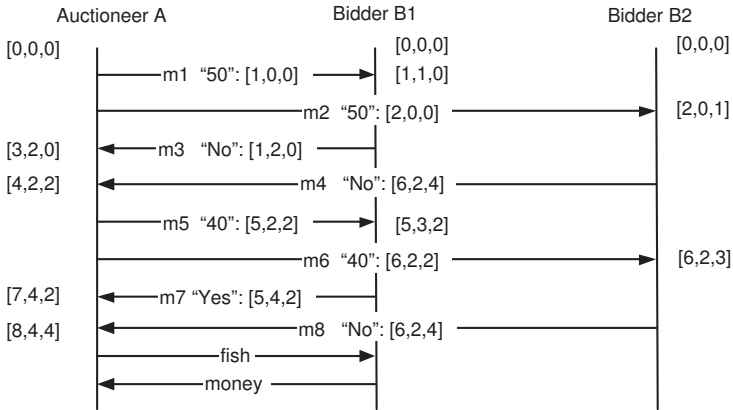 Auctioneer A Bidder B1 Bidder B2
[0,0,0] [0,0,0] [0,0,0]
m1 “50”: [1,0,0] [1,1,0]
m2 “50”: [2,0,0] [2,0,1]
[3,2,0] m3 “No”: [1,2,0]
[4,2,2] m4 “No”: [6,2,4]
m5 “40”: [5,2,2] [5,3,2]
m6 “40”: [6,2,2] [6,2,3]
[7,4,2] m7 “Yes”: [5,4,2]
[8,4,4] m8 “No”: [6,2,4]
fish
money